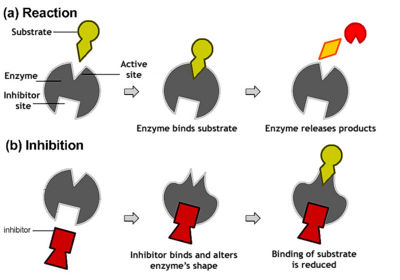 (a) Reaction
Substrate
Active
site
Enzyme
Inhibitor
site
Enzyme binds substrate
Enzyme releases products
(b) Inhibition
inhibitor
Inhibitor binds and alters
enzyme's shape
Binding of substrate
is reduced